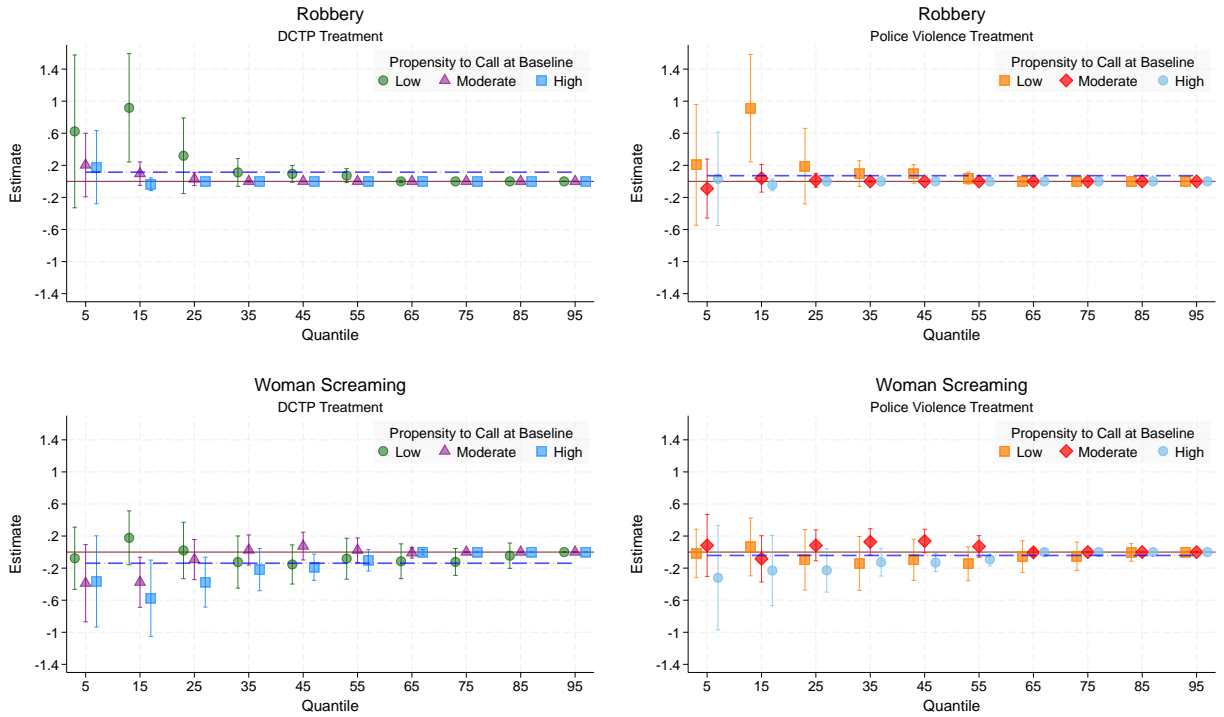 Robbery
DCTP Treatment
Propensity to Call at Baseline
Low Moderate High
1.4
1
.6
.2
-.2
-.6
-1
-1.4
Estimate
5 15 25 35 45 55 65 75 85 95
Quantile
Robbery
Police Violence Treatment
Propensity to Call at Baseline
Low Moderate High
1.4
1
.6
.2
-.2
-.6
-1
-1.4
Estimate
5 15 25 35 45 55 65 75 85 95
Quantile
Woman Screaming
DCTP Treatment
Propensity to Call at Baseline
Low Moderate High
1.4
1
.6
.2
-.2
-.6
-1
-1.4
Estimate
5 15 25 35 45 55 65 75 85 95
Quantile
Woman Screaming
Police Violence Treatment
Propensity to Call at Baseline
Low Moderate High
1.4
1
.6
.2
-.2
-.6
-1
-1.4
Estimate
5 15 25 35 45 55 65 75 85 95
Quantile